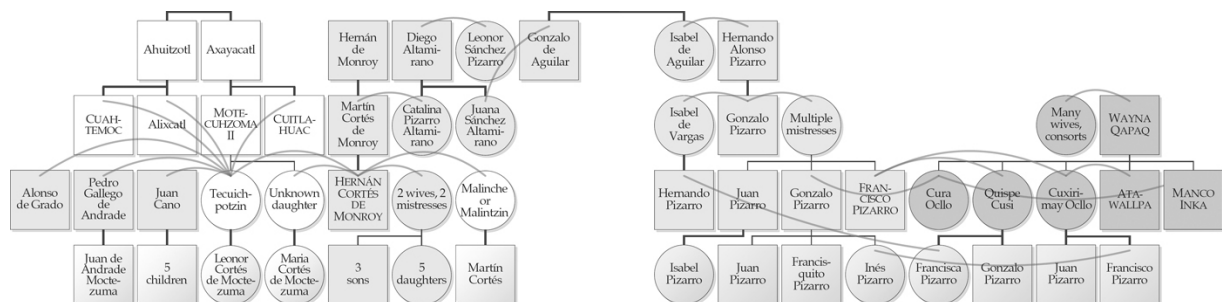 Ahuitzotl
Axayacatl
Hernán
de
Monroy
Diego
Altami-
rano
Leonor
Sánchez
Pizarro
Gonzalo
de
Aguilar
Isabel
de
Aguilar
Hernando
Alonso
Pizarro
CUAH-
TEMOC
Alixcatl
MOTE-
CUHZOMA
II
CUITLA-
HUAC
Martín
Cortés
de
Monroy
Catalina
Pizarro
Altami-
rano
Juana
Sánchez
Altami-
rano
Isabel
de
Vargas
Gonzalo
Pizarro
Multiple
mistresses
Many
wives,
consorts
WAYNA
QAPAQ
Alonso
de Grado
Pedro
Gallego
de
Andrade
Juan
Cano
Tecuich-
potzin
Unknown
daughter
HERNÁN
CORTÉS
DE
MONROY
2 wives, 2
mistresses
Malinche
or
Malintzin
Hernando
Pizarro
Juan
Pizarro
Gonzalo
Pizarro
FRAN-
CISCO
PIZARRO
Cura
Ocllo
Quispe
Cusi
Cuxiri-
may Ocllo
ATA-
WALLPA
MANCO
INKA
Juan de
Andrade
Mocte-
zuma
5
children
Leonor
Cortés
de Mocte-
zuma
Maria
Cortés
de Mocte-
zuma
3
sons
5
daughters
Martín
Cortés
Isabel
Pizarro
Juan
Pizarro
Francis-
quito
Pizarro
Inés
Pizarro
Francisca
Pizarro
Gonzalo
Pizarro
Juan
Pizarro
Francisco
Pizarro